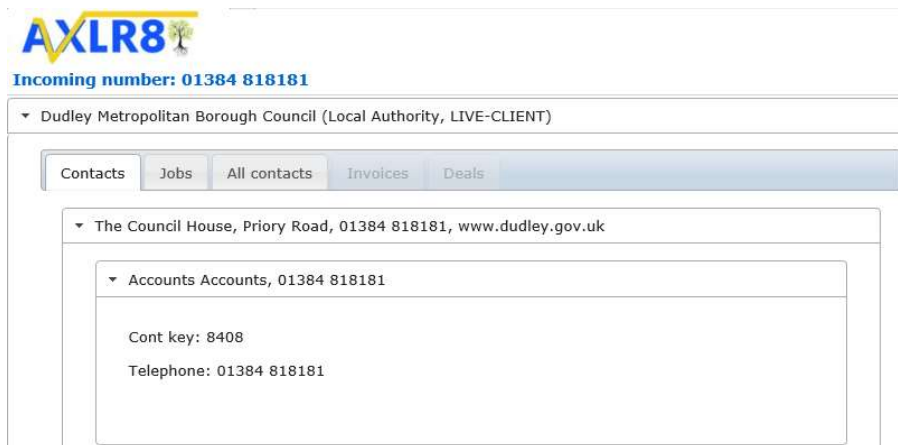 AXLR8
Incoming number: 01384 818181
Dudley Metropolitan Borough Council (Local Authority, LIVE-CLIENT)
Contacts Jobs All contacts Invoices Deals
The Council House, Priory Road, 01384 818181, www.dudley.gov.uk
Accounts Accounts, 01384 818181
Cont key: 8408
Telephone: 01384 818181